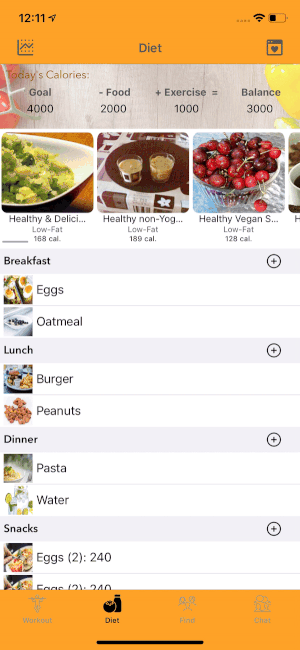 12:11
Diet
Today's Calories:
Goal - Food + Exercise = Balance
4000 2000 1000 3000
Healthy & Delici... Healthy non-Yog... Healthy Vegan S...
Low-Fat Low-Fat Low-Fat
168 cal. 189 cal. 128 cal.
Breakfast
Eggs
Oatmeal
Lunch
Burger
Peanuts
Dinner
Pasta
Water
Snacks
Eggs (2): 240
Eggs (2): 240
Workout Diet Find Chat